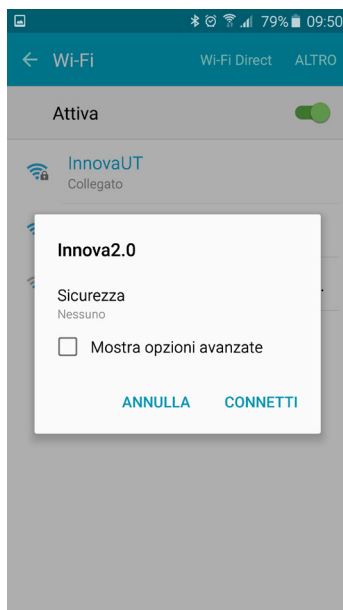 79% 09:50
Wi-Fi Wi-Fi Direct ALTRO
Attiva
InnovaUT
Collegato
Innova2.0
Sicurezza
Nessuno
Mostra opzioni avanzate
ANNULLA CONNETTI